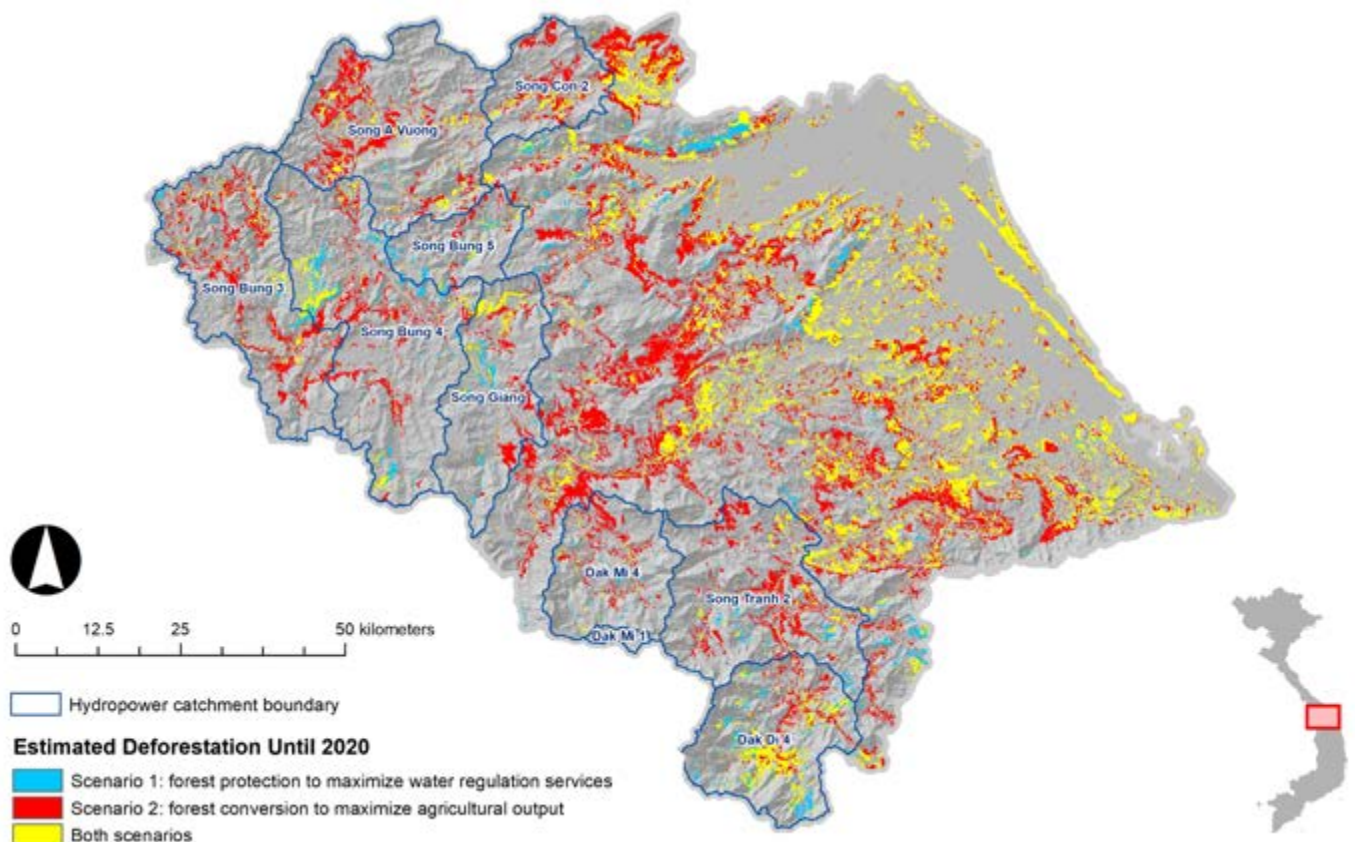 Song Con 2
Song A Vuong
Song Bung 5
Song Bung 3
Song Bung 4
Song Giang
Dak Mi 4
Song Tranh 2
Dak Mi 1
Dak Di 4
0 12.5 25 50 kilometers
Hydropower catchment boundary
Estimated Deforestation Until 2020
Scenario 1: forest protection to maximize water regulation services
Scenario 2: forest conversion to maximize agricultural output
Both scenarios